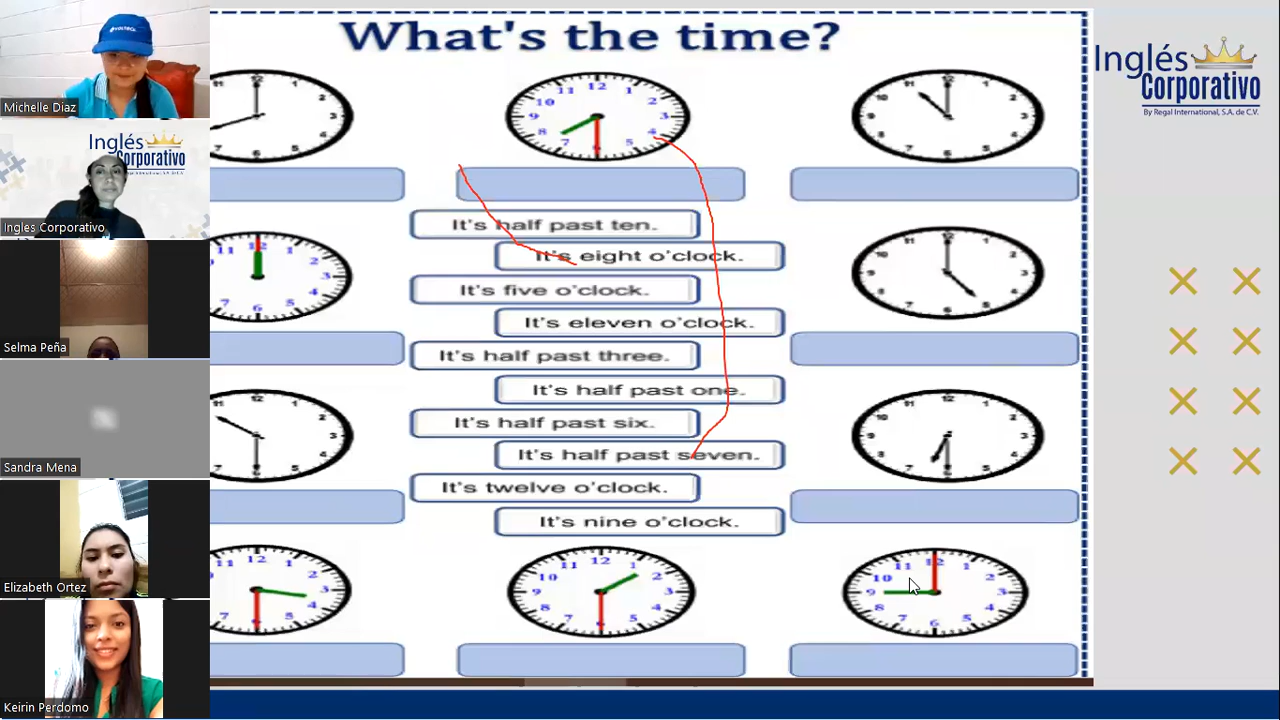 What's the time?
Inglés
Corporativo
By Regal International, S.A. de C.V.
Michelle Diaz
Inglés
Corporativo
Ingles Corporativo
Selma Peña
Sandra Mena
Elizabeth Ortez
Keirin Perdomo
It's half past ten.
It's eight o'clock.
It's five o'clock.
It's eleven o'clock.
It's half past three.
It's half past one.
It's half past six.
It's half past seven.
It's twelve o'clock.
It's nine o'clock.